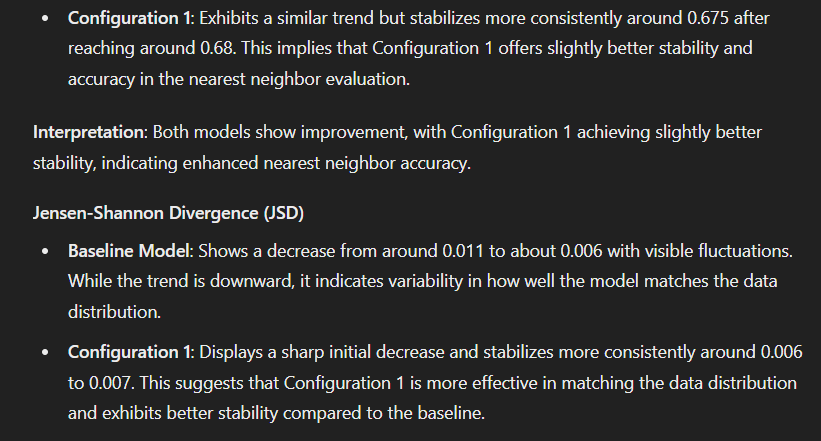 • Configuration 1: Exhibits a similar trend but stabilizes more consistently around 0.675 after
reaching around 0.68. This implies that Configuration 1 offers slightly better stability and
accuracy in the nearest neighbor evaluation.
Interpretation: Both models show improvement, with Configuration 1 achieving slightly better
stability, indicating enhanced nearest neighbor accuracy.
Jensen-Shannon Divergence (JSD)
• Baseline Model: Shows a decrease from around 0.011 to about 0.006 with visible fluctuations.
While the trend is downward, it indicates variability in how well the model matches the data
distribution.
• Configuration 1: Displays a sharp initial decrease and stabilizes more consistently around 0.006
to 0.007. This suggests that Configuration 1 is more effective in matching the data distribution
and exhibits better stability compared to the baseline.